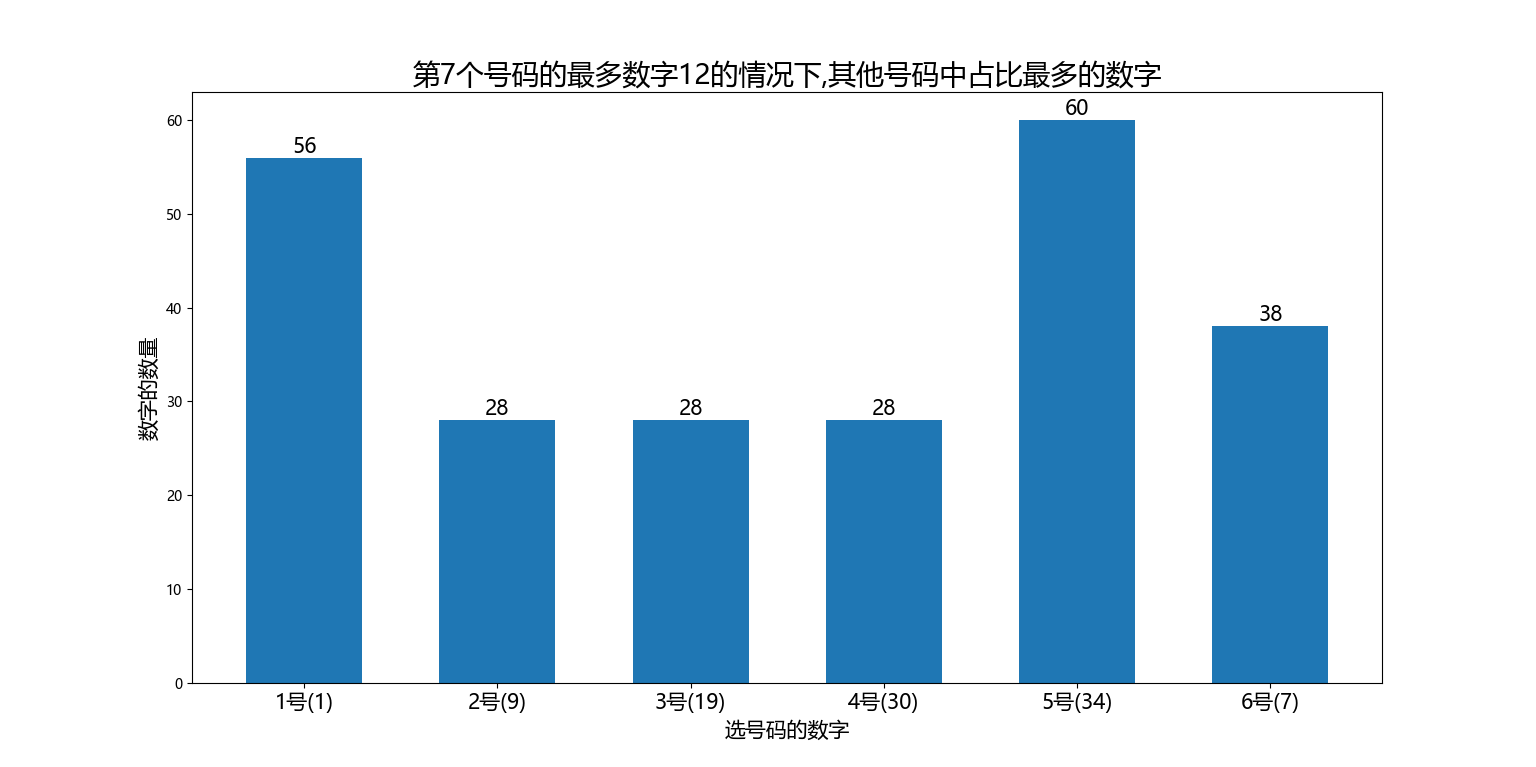 第7个号码的最多数字12的情况下,其他号码中占比最多的数字
60
50
40
30
20
10
0
数字的数量
56
28
28
28
60
38
1号(1)
2号(9)
3号(19)
4号(30)
5号(34)
6号(7)
选号码的数字